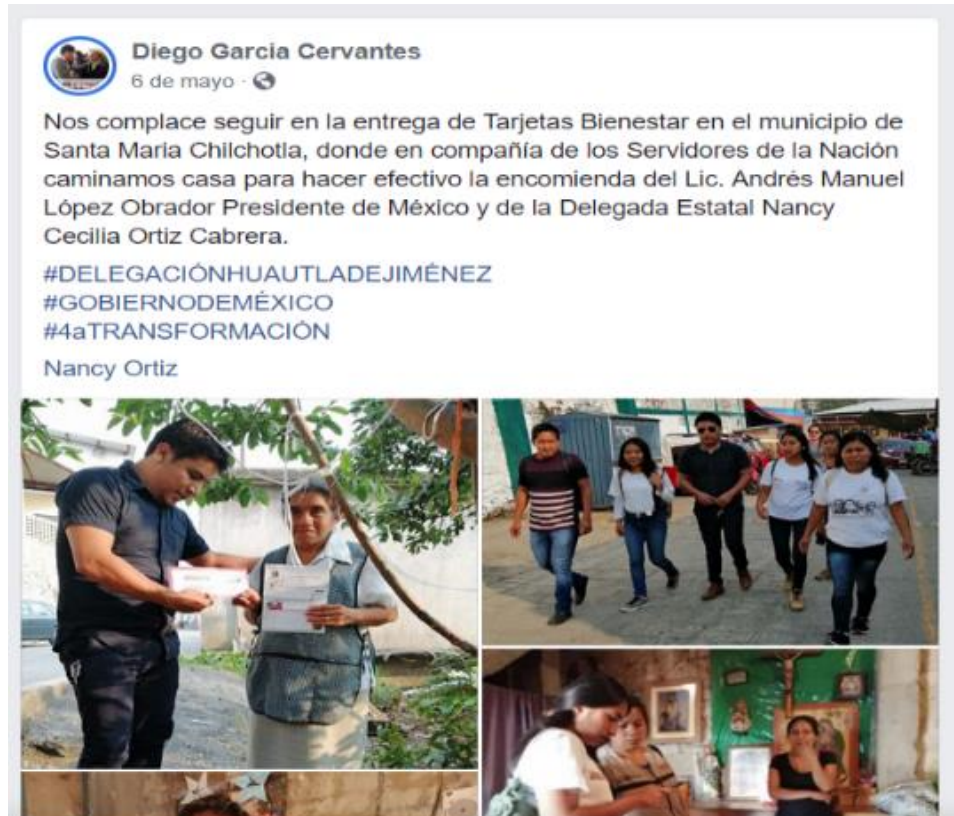 Diego Garcia Cervantes
6 de mayo ·
Nos complace seguir en la entrega de Tarjetas Bienestar en el municipio de
Santa Maria Chilchotla, donde en compañía de los Servidores de la Nación
caminamos casa para hacer efectivo la encomienda del Lic. Andrés Manuel
López Obrador Presidente de México y de la Delegada Estatal Nancy
Cecilia Ortiz Cabrera.
#DELEGACIÓNHUAUTLADEJIMÉNEZ
#GOBIERNODEMÉXICO
#4aTRANSFORMACIÓN
Nancy Ortiz